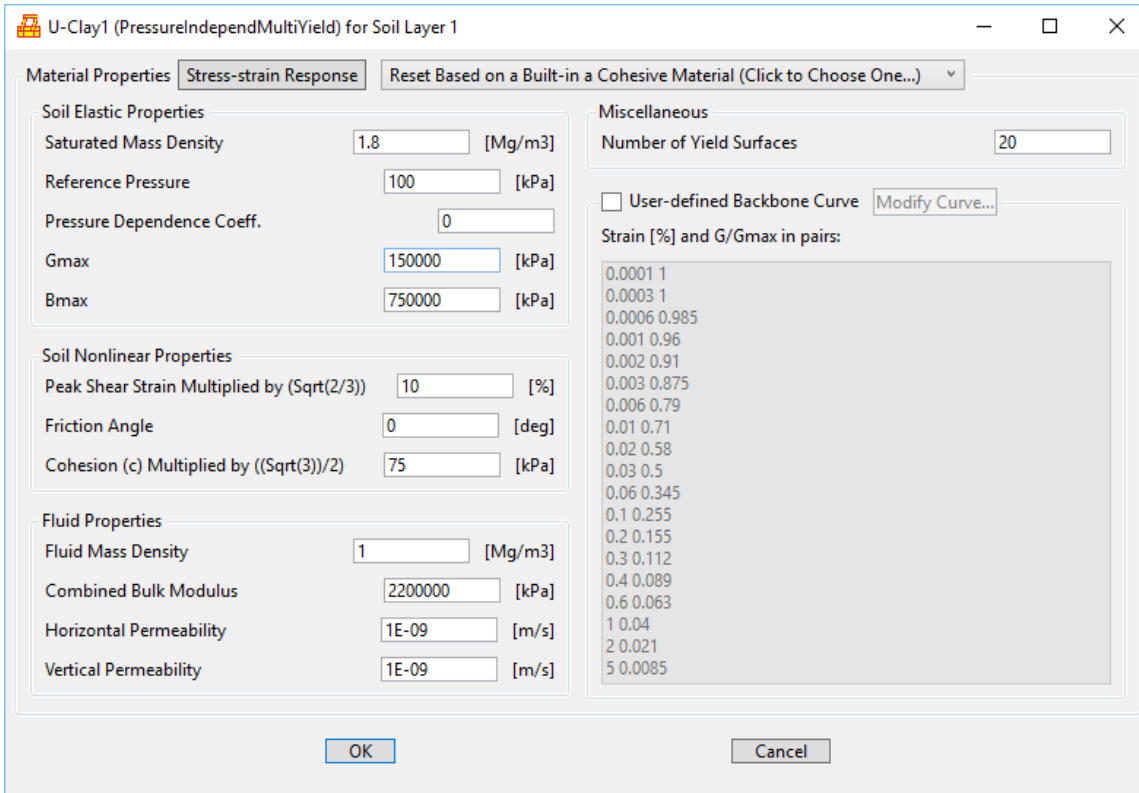 U-Clay1 (PressureIndependMultiYield) for Soil Layer 1
Material Properties Stress-strain Response Reset Based on a Built-in a Cohesive Material (Click to Choose One...)
Soil Elastic Properties
Saturated Mass Density 1.8 [Mg/m3]
Reference Pressure 100 [kPa]
Pressure Dependence Coeff. 0
Gmax 150000 [kPa]
Bmax 750000 [kPa]
Soil Nonlinear Properties
Peak Shear Strain Multiplied by (Sqrt(2/3)) 10 [%]
Friction Angle 0 [deg]
Cohesion (c) Multiplied by ((Sqrt(3))/2) 75 [kPa]
Fluid Properties
Fluid Mass Density 1 [Mg/m3]
Combined Bulk Modulus 2200000 [kPa]
Horizontal Permeability 1E-09 [m/s]
Vertical Permeability 1E-09 [m/s]
Miscellaneous
Number of Yield Surfaces 20
User-defined Backbone Curve Modify Curve...
Strain [%] and G/Gmax in pairs:
0.0001 1
0.0003 1
0.0006 0.985
0.001 0.96
0.002 0.91
0.003 0.875
0.006 0.79
0.01 0.71
0.02 0.58
0.03 0.5
0.06 0.345
0.1 0.255
0.2 0.155
0.3 0.112
0.4 0.089
0.6 0.063
1 0.04
2 0.021
5 0.0085
OK Cancel